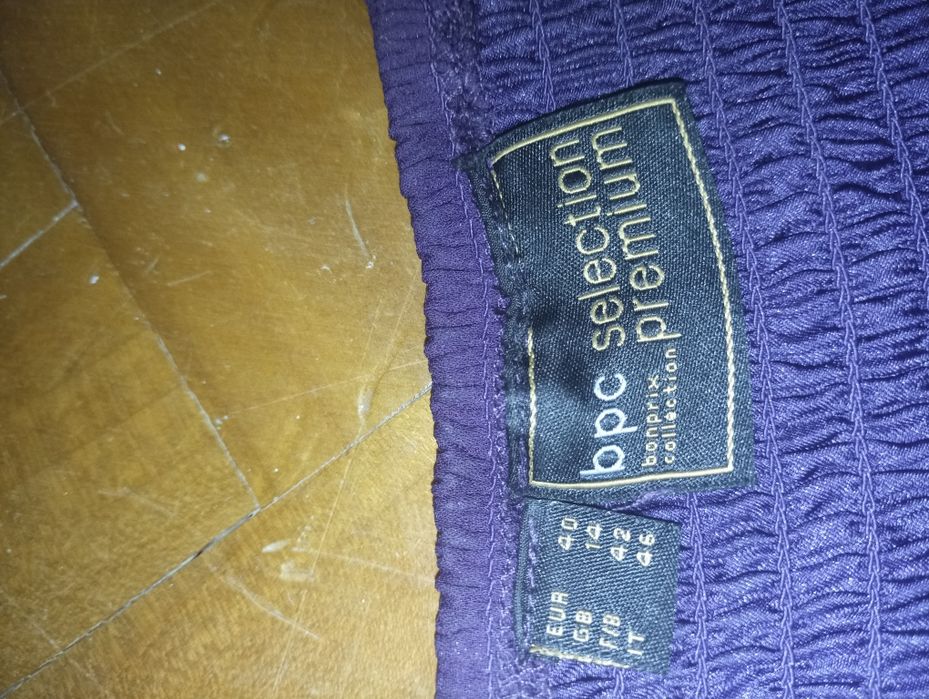 bpc selection
bonprix
collection
premium
EUR 40
GB 14
F/B 42
IT 46